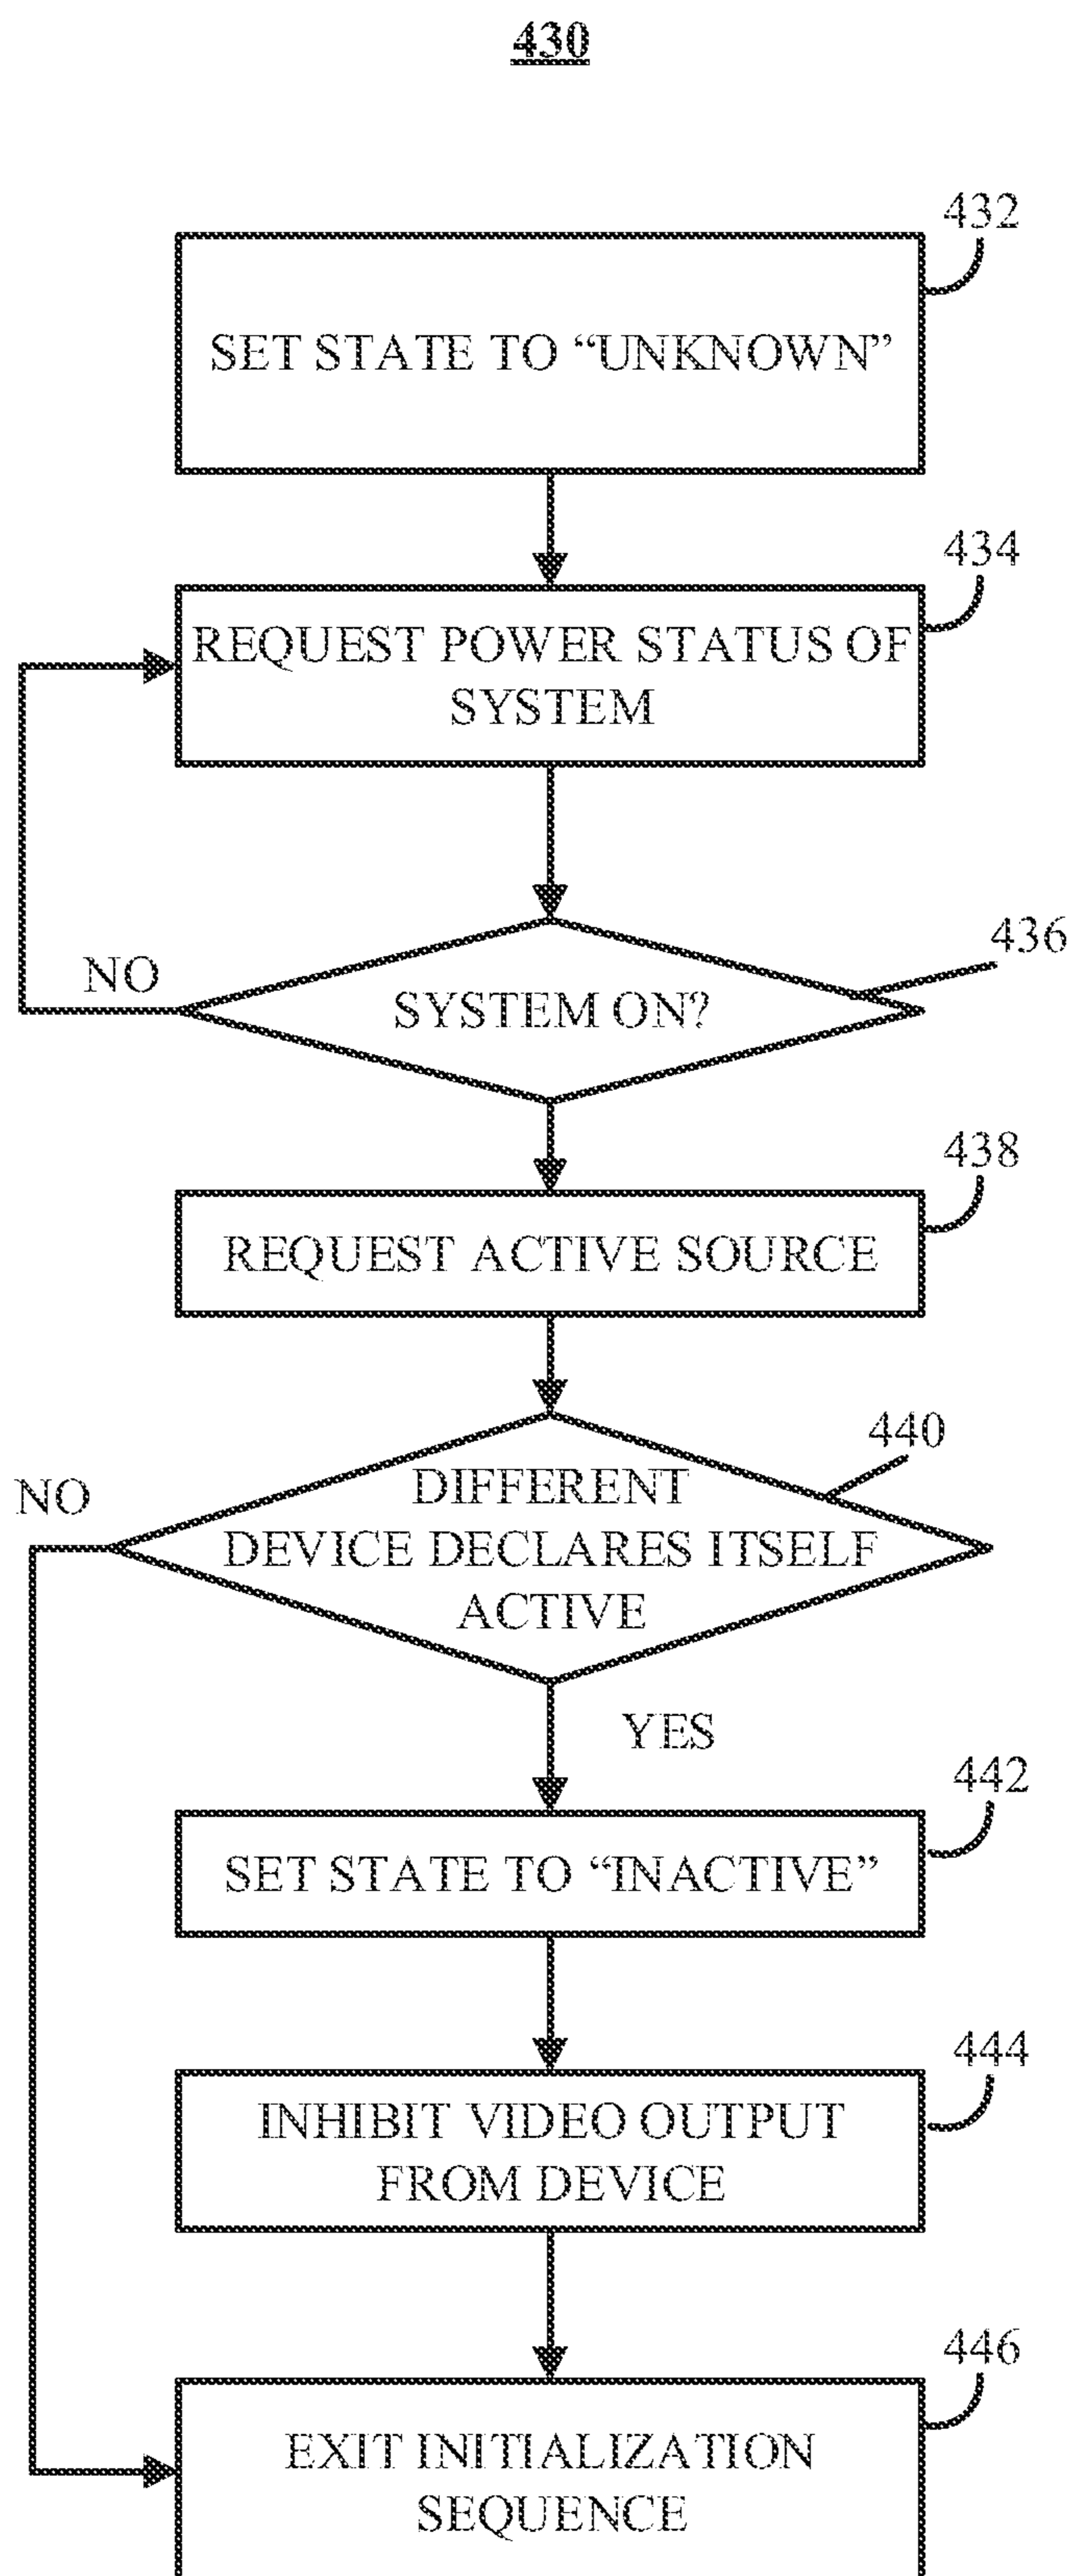 430
432
SET STATE TO “UNKNOWN”
434
REQUEST POWER STATUS OF
SYSTEM
436
NO
SYSTEM ON?
438
REQUEST ACTIVE SOURCE
440
NO
DIFFERENT
DEVICE DECLARES ITSELF
ACTIVE
YES
442
SET STATE TO “INACTIVE”
444
INHIBIT VIDEO OUTPUT
FROM DEVICE
446
EXIT INITIALIZATION
SEQUENCE